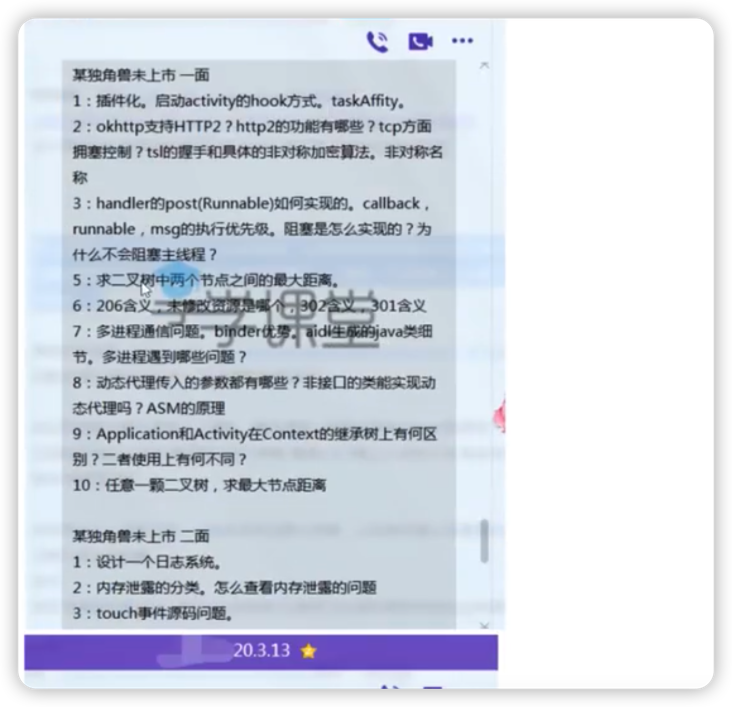 某独角兽未上市 一面
1：插件化。启动activity的hook方式。taskAffity。
2：okhttp支持HTTP2？http2的功能有哪些？tcp方面
拥塞控制？tsl的握手和具体的非对称加密算法。非对称名
称
3：handler的post(Runnable)如何实现的。callback，
runnable，msg的执行优先级。阻塞是怎么实现的？为
什么不会阻塞主线程？
5：求二叉树中两个节点之间的最大距离。
6：206含义，未修改资源是哪个，302含义，301含义
7：多进程通信问题。binder优势。aidl生成的java类细
节。多进程遇到哪些问题？
8：动态代理传入的参数都有哪些？非接口的类能实现动
态代理吗？ASM的原理
9：Application和Activity在Context的继承树上有何区
别？二者使用上有何不同？
10：任意一颗二叉树，求最大节点距离
某独角兽未上市 二面
1：设计一个日志系统。
2：内存泄露的分类。怎么查看内存泄露的问题
3：touch事件源码问题。
20.3.13
学课堂